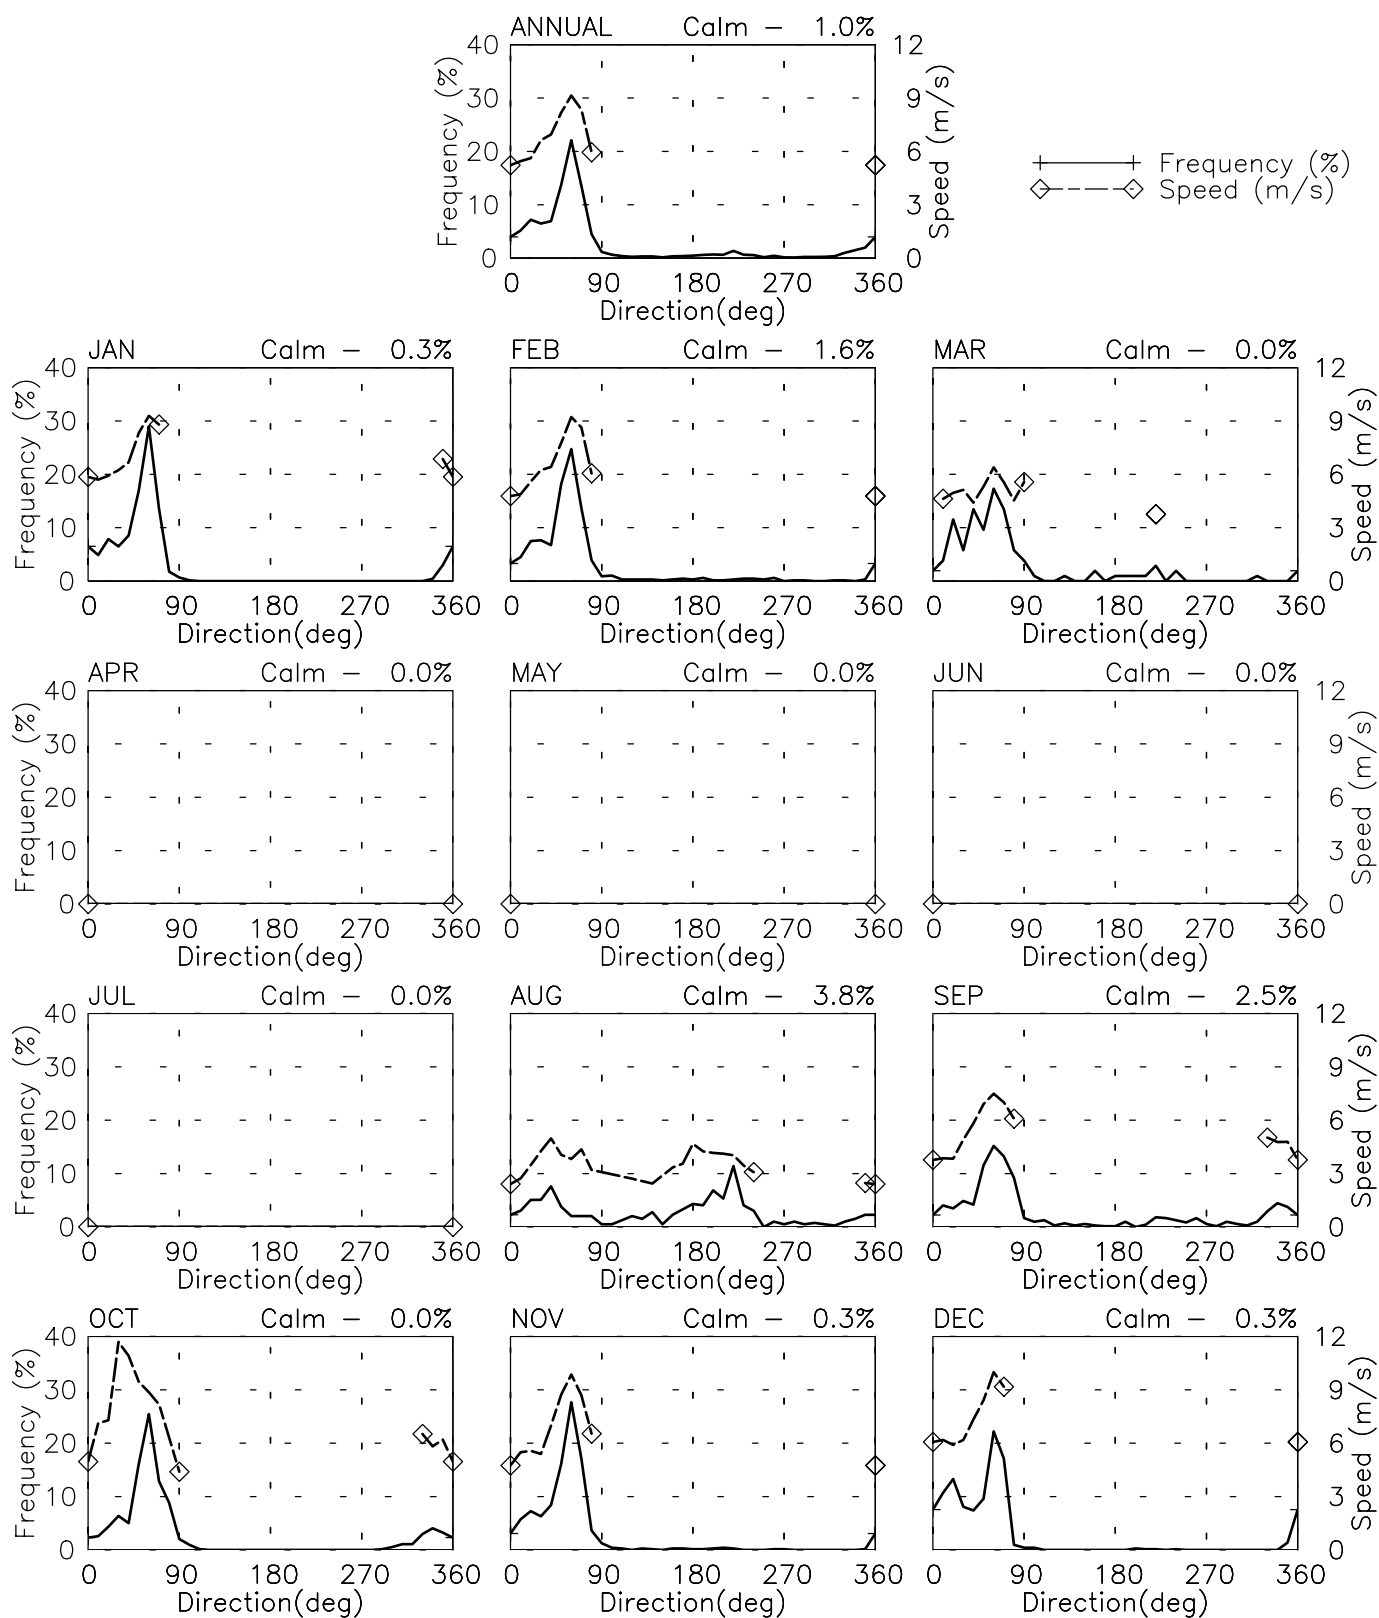 ANNUAL Calm – 1.0%
40 12
30 9
20 6
10 3
0 0
Frequency (%)
Speed (m/s)
0 90 180 270 360
Direction(deg)
Frequency (%)
Speed (m/s)
JAN Calm – 0.3% FEB Calm – 1.6% MAR Calm – 0.0%
40 12
30 9
20 6
10 3
0 0
Frequency (%)
Speed (m/s)
0 90 180 270 360 0 90 180 270 360 0 90 180 270 360
Direction(deg) Direction(deg) Direction(deg)
APR Calm – 0.0% MAY Calm – 0.0% JUN Calm – 0.0%
40 12
30 9
20 6
10 3
0 0
Frequency (%)
Speed (m/s)
0 90 180 270 360 0 90 180 270 360 0 90 180 270 360
Direction(deg) Direction(deg) Direction(deg)
JUL Calm – 0.0% AUG Calm – 3.8% SEP Calm – 2.5%
40 12
30 9
20 6
10 3
0 0
Frequency (%)
Speed (m/s)
0 90 180 270 360 0 90 180 270 360 0 90 180 270 360
Direction(deg) Direction(deg) Direction(deg)
OCT Calm – 0.0% NOV Calm – 0.3% DEC Calm – 0.3%
40 12
30 9
20 6
10 3
0 0
Frequency (%)
Speed (m/s)
0 90 180 270 360 0 90 180 270 360 0 90 180 270 360
Direction(deg) Direction(deg) Direction(deg)